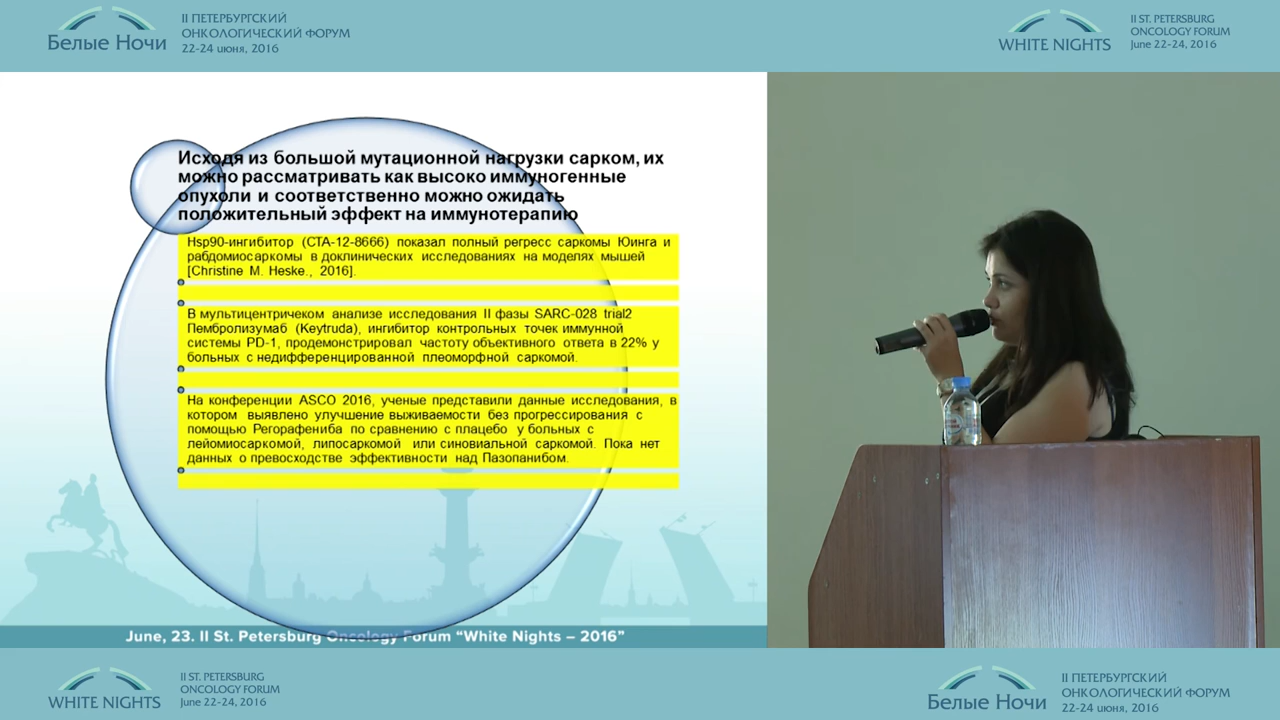 Белые Ночи
II ПЕТЕРБУРГСКИЙ
ОНКОЛОГИЧЕСКИЙ ФОРУМ
22-24 июня, 2016
WHITE NIGHTS
II ST. PETERSBURG
ONCOLOGY FORUM
June 22-24, 2016
Исходя из большой мутационной нагрузки сарком, их
можно рассматривать как высоко иммуногенные
опухоли и соответственно можно ожидать
положительный эффект на иммунотерапию
Hsp90-ингибитор (СТА-12-8666) показал полный регресс саркомы Юинга и
рабдомиосаркомы в доклинических исследованиях на моделях мышей
[Christine M. Heske., 2016].
В мультицентричеком анализе исследования II фазы SARC-028 trial2
Пембролизумаб (Keytruda), ингибитор контрольных точек иммунной
системы PD-1, продемонстрировал частоту объективного ответа в 22% у
больных с недифференцированной плеоморфной саркомой.
На конференции ASCO 2016, ученые представили данные исследования, в
котором выявлено улучшение выживаемости без прогрессирования с
помощью Регорафениба по сравнению с плацебо у больных с
лейомиосаркомой, липосаркомой или синовиальной саркомой. Пока нет
данных о превосходстве эффективности над Пазопанибом.
June, 23. II St. Petersburg Oncology Forum “White Nights – 2016”
WHITE NIGHTS
II ST. PETERSBURG
ONCOLOGY FORUM
June 22-24, 2016
Белые Ночи
II ПЕТЕРБУРГСКИЙ
ОНКОЛОГИЧЕСКИЙ ФОРУМ
22-24 июня, 2016